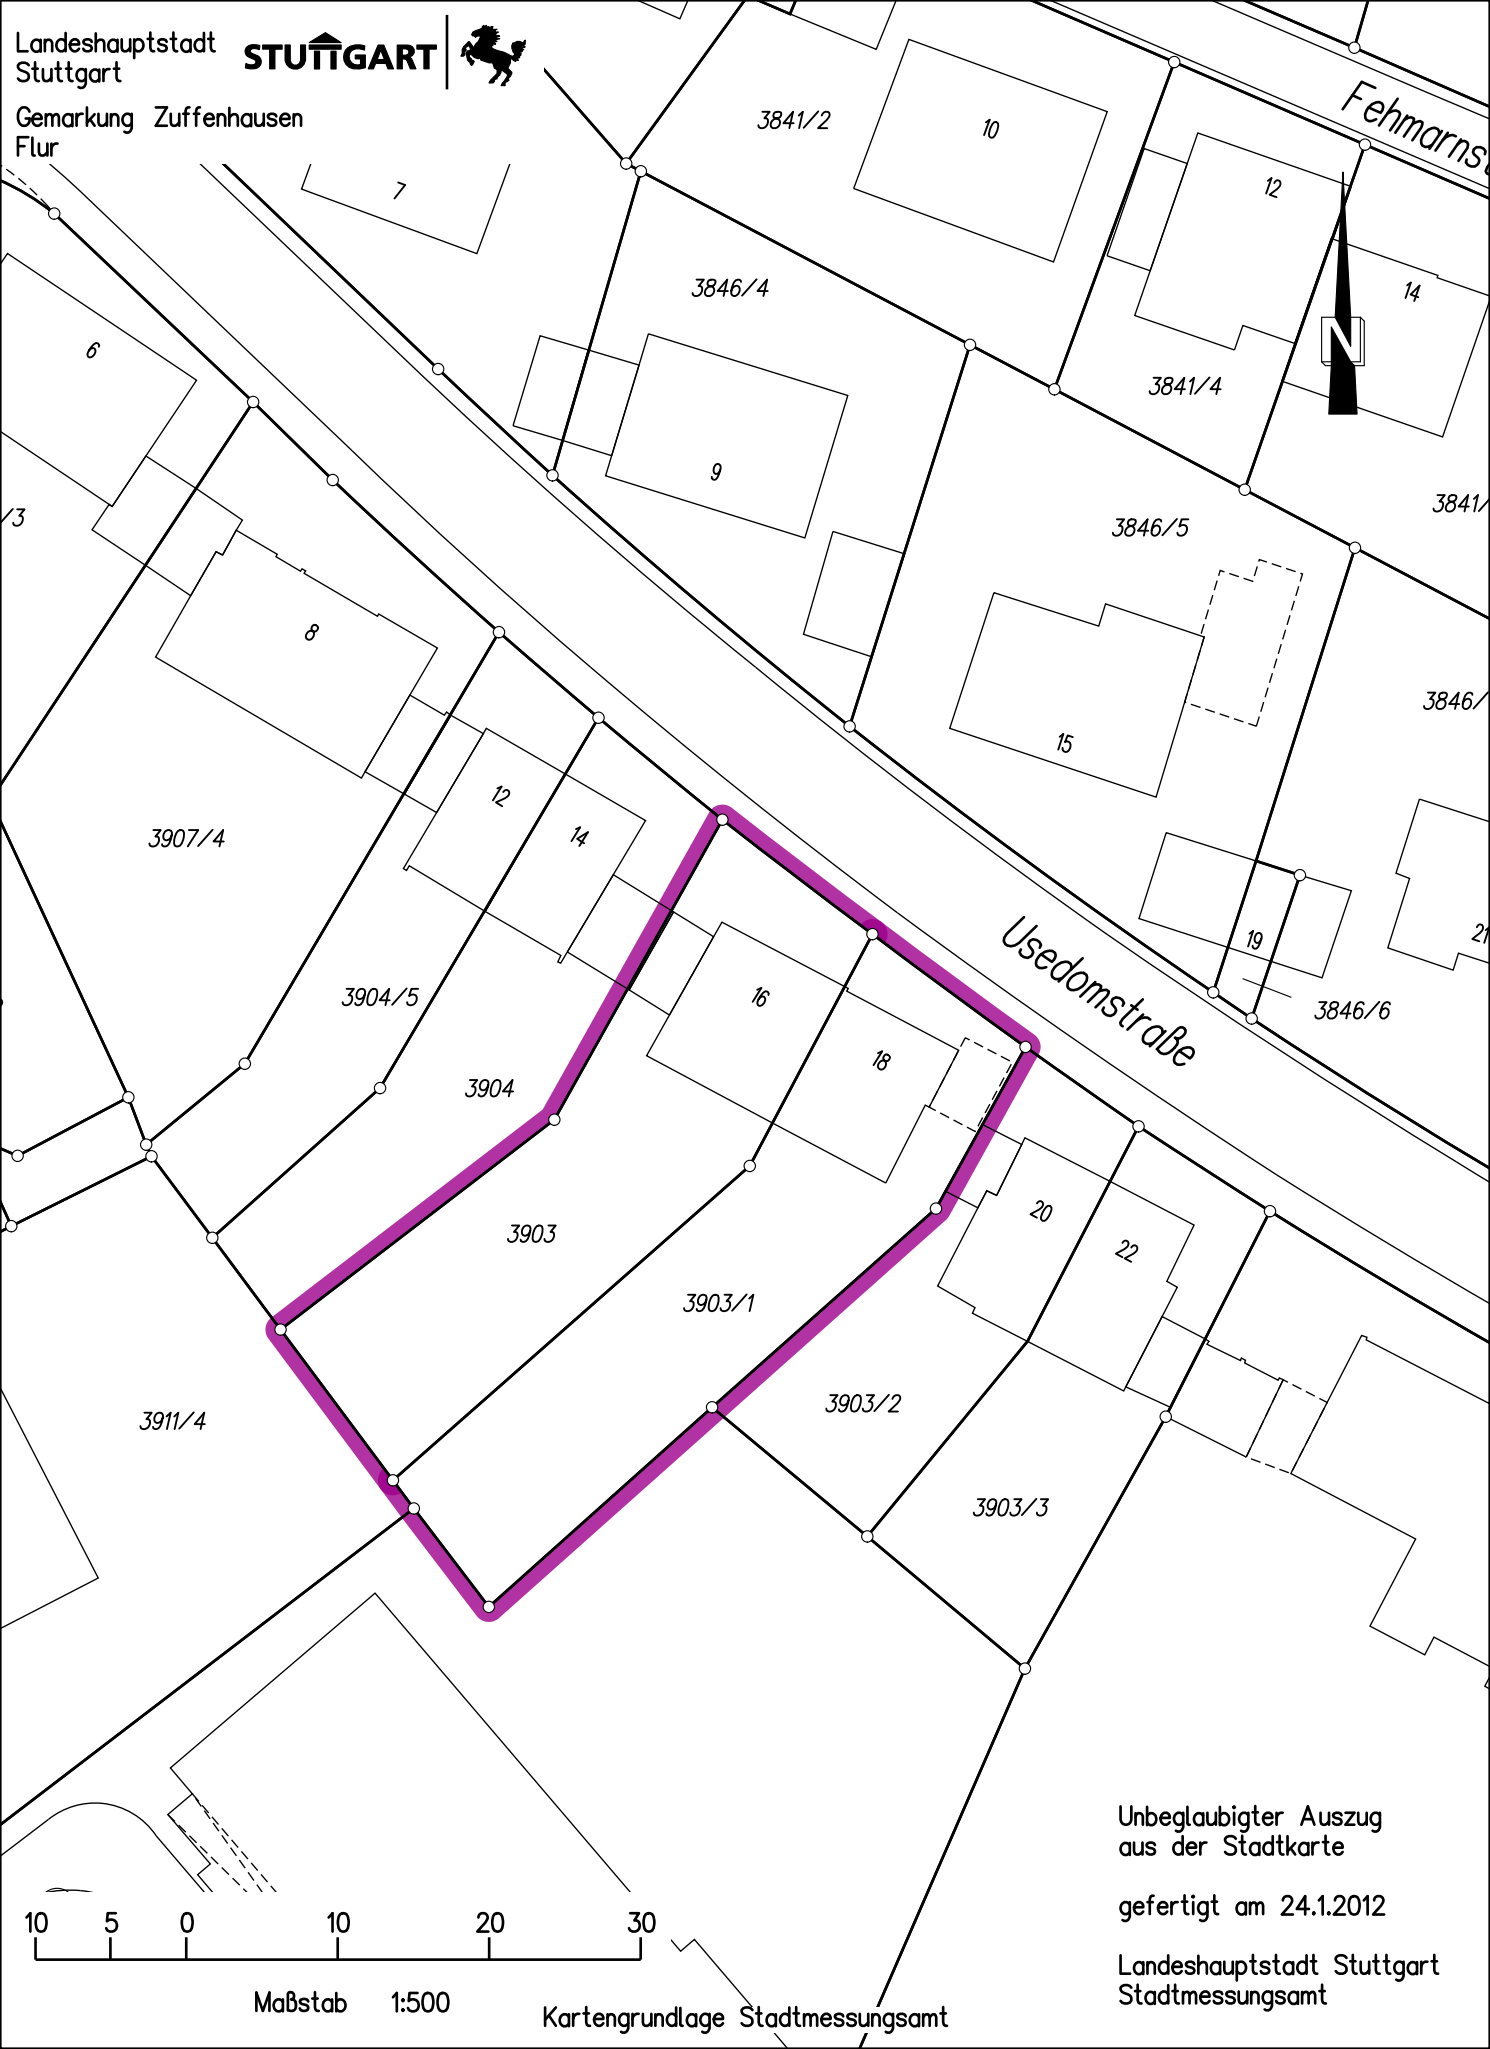 Landeshauptstadt
Stuttgart
STUTTGART
Gemarkung Zuffenhausen
Flur
3841/2
10
Fehmarnst
7
12
3846/4
14
N
6
3841/4
9
3846/5
3841/
/3
8
3846/
15
12
14
3907/4
Usedomstraße
19
21
16
3904/5
3846/6
18
3904
20
3903
22
3903/1
3903/2
3911/4
3903/3
Unbeglaubigter Auszug
aus der Stadtkarte
gefertigt am 24.1.2012
Landeshauptstadt Stuttgart
Stadtmessungsamt
10 5 0 10 20 30
Maßstab 1:500
Kartengrundlage Stadtmessungsamt